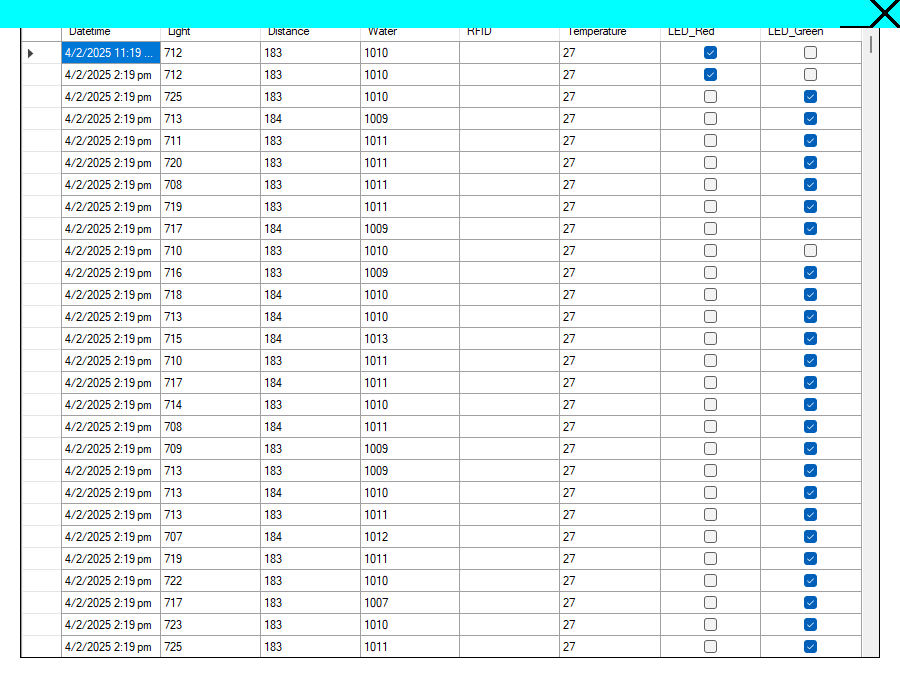 Datetime Light Distance Water RFID Temperature LED_Red LED_Green
4/2/2025 11:19 ... 712 183 1010 27
4/2/2025 2:19 pm 712 183 1010 27
4/2/2025 2:19 pm 725 183 1010 27
4/2/2025 2:19 pm 713 184 1009 27
4/2/2025 2:19 pm 711 183 1011 27
4/2/2025 2:19 pm 720 183 1011 27
4/2/2025 2:19 pm 708 183 1011 27
4/2/2025 2:19 pm 719 183 1011 27
4/2/2025 2:19 pm 717 184 1009 27
4/2/2025 2:19 pm 710 183 1010 27
4/2/2025 2:19 pm 716 183 1009 27
4/2/2025 2:19 pm 718 184 1010 27
4/2/2025 2:19 pm 713 184 1010 27
4/2/2025 2:19 pm 715 184 1013 27
4/2/2025 2:19 pm 710 183 1011 27
4/2/2025 2:19 pm 717 184 1011 27
4/2/2025 2:19 pm 714 183 1010 27
4/2/2025 2:19 pm 708 184 1011 27
4/2/2025 2:19 pm 709 183 1009 27
4/2/2025 2:19 pm 713 183 1009 27
4/2/2025 2:19 pm 713 184 1010 27
4/2/2025 2:19 pm 713 183 1011 27
4/2/2025 2:19 pm 707 184 1012 27
4/2/2025 2:19 pm 719 183 1011 27
4/2/2025 2:19 pm 722 183 1010 27
4/2/2025 2:19 pm 717 183 1007 27
4/2/2025 2:19 pm 723 183 1010 27
4/2/2025 2:19 pm 725 183 1011 27